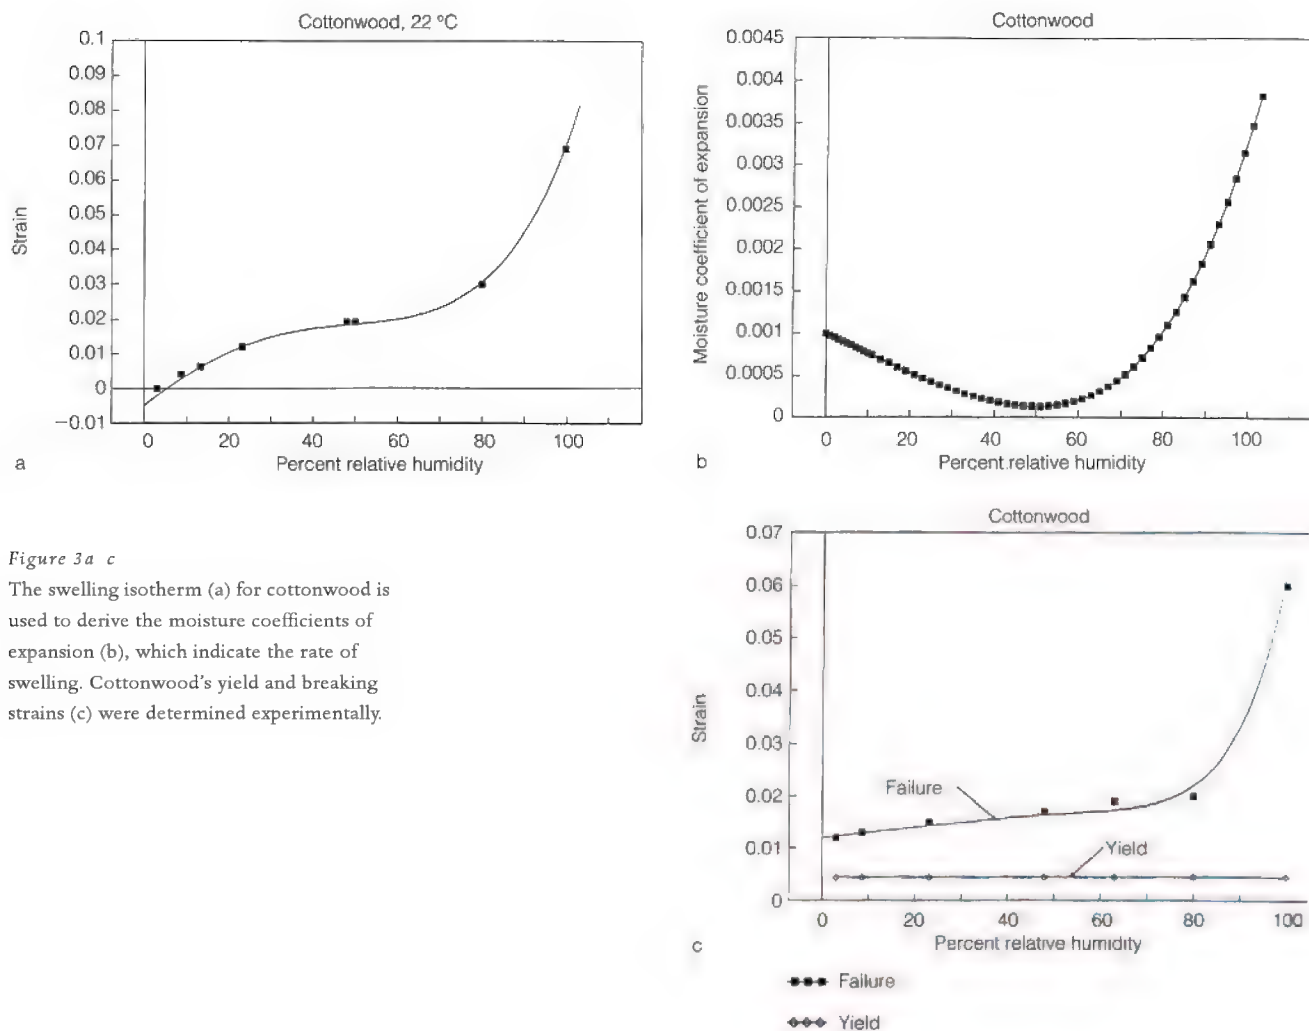 Cottonwood, 22 °C
0.1
0.09
0.08
0.07
0.06
0.05
0.04
0.03
0.02
0.01
0
−0.01
Strain
0 20 40 60 80 100
Percent relative humidity
a
Cottonwood
0.0045
0.004
0.0035
0.003
0.0025
0.002
0.0015
0.001
0.0005
0
Moisture coefficient of expansion
0 20 40 60 80 100
Percent relative humidity
b
Figure 3a c
The swelling isotherm (a) for cottonwood is
used to derive the moisture coefficients of
expansion (b), which indicate the rate of
swelling. Cottonwood's yield and breaking
strains (c) were determined experimentally.
Cottonwood
0.07
0.06
0.05
0.04
0.03
0.02
0.01
0
Strain
Failure
Yield
0 20 40 60 80 100
Percent relative humidity
c
Failure
Yield